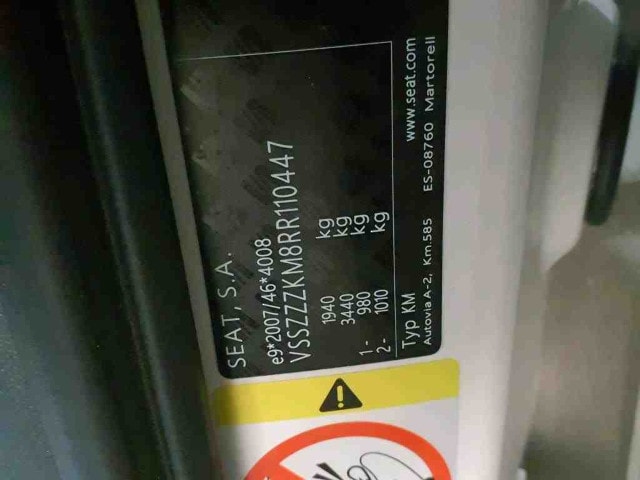 SEAT, S.A.
e9*2007/46*4008
VSSZZZKM8RR110447
1940 kg
3440 kg
1- 980 kg
2- 1010 kg
Typ KM www.seat.com
Autovia A-2, Km.585 ES-08760 Martorell